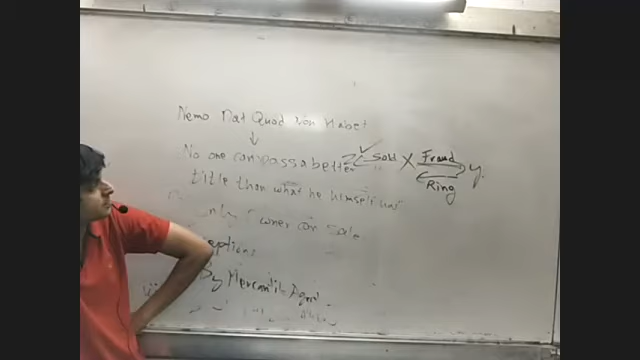 Nemo Dat Quod Non Habet
↓
No one can pass a better
title than what he himself has"
only Owner can Sale
eptions
By Mercantile Agent
Sold X Fraud y.
Ring